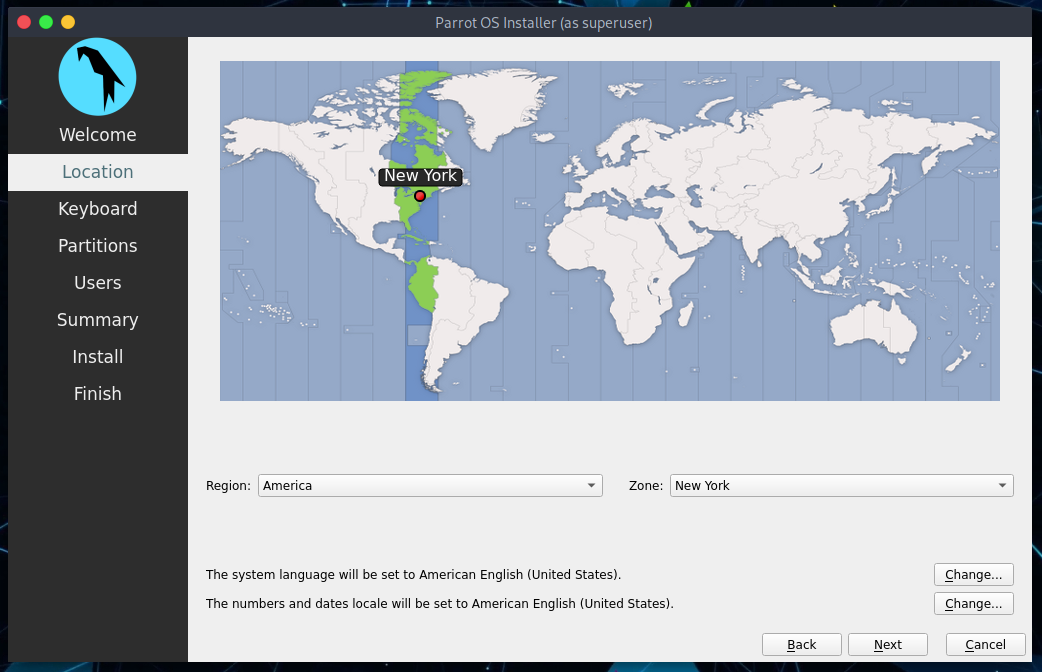 Parrot OS Installer (as superuser)
Welcome
Location
Keyboard
Partitions
Users
Summary
Install
Finish
New York
Region: America Zone: New York
The system language will be set to American English (United States). Change...
The numbers and dates locale will be set to American English (United States). Change...
Back Next Cancel